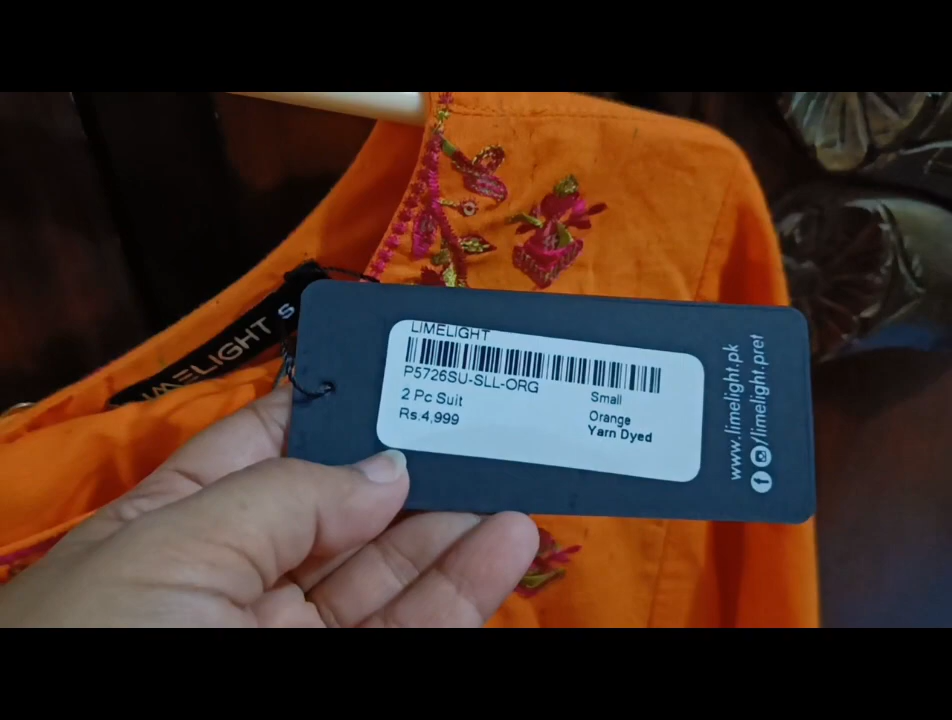 LIMELIGHT S
LIMELIGHT
P5726SU-SLL-ORG
2 Pc Suit
Rs.4,999
Small
Orange
Yarn Dyed
www.limelight.pk
/limelight.pret